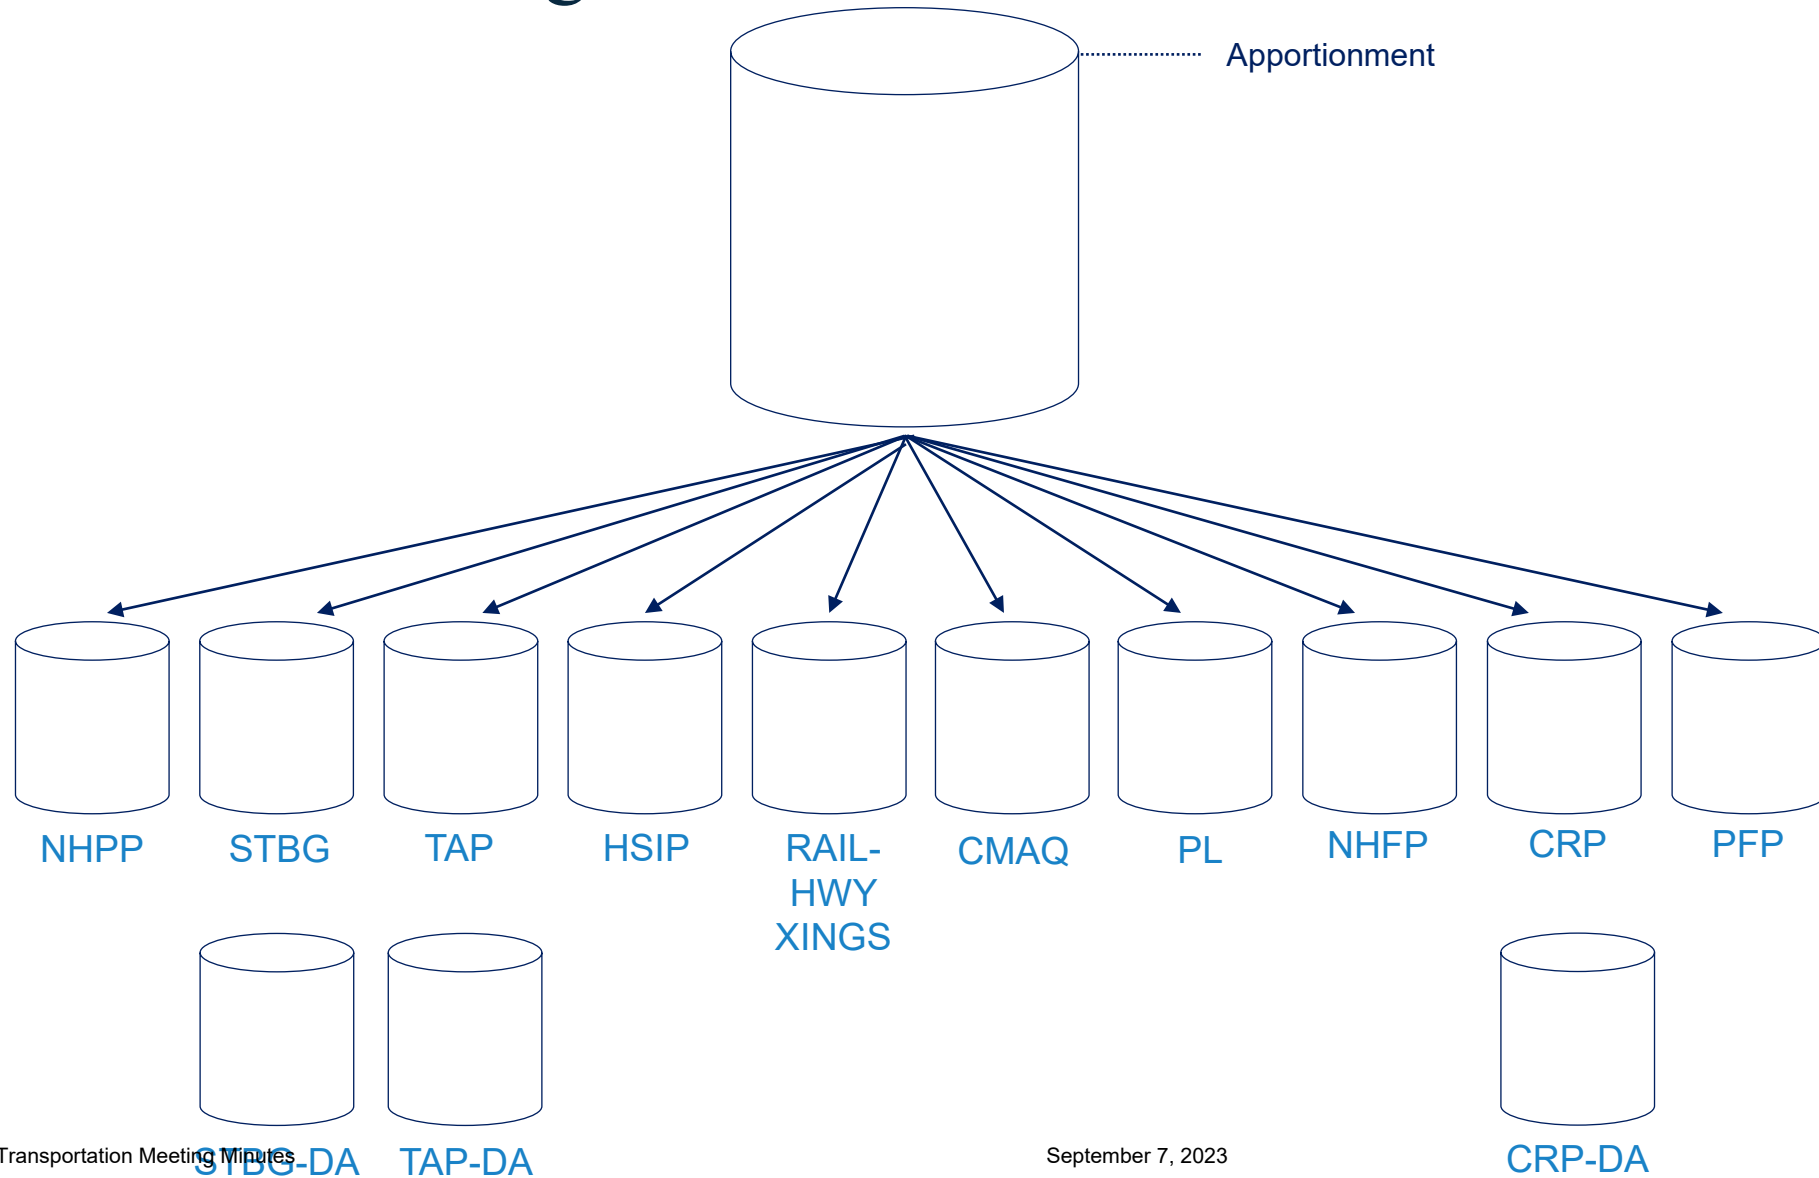 Apportionment
NHPP
STBG
TAP
HSIP
RAIL-
HWY
XINGS
CMAQ
PL
NHFP
CRP
PFP
STBG-DA
TAP-DA
CRP-DA
Transportation Meeting Minutes
September 7, 2023